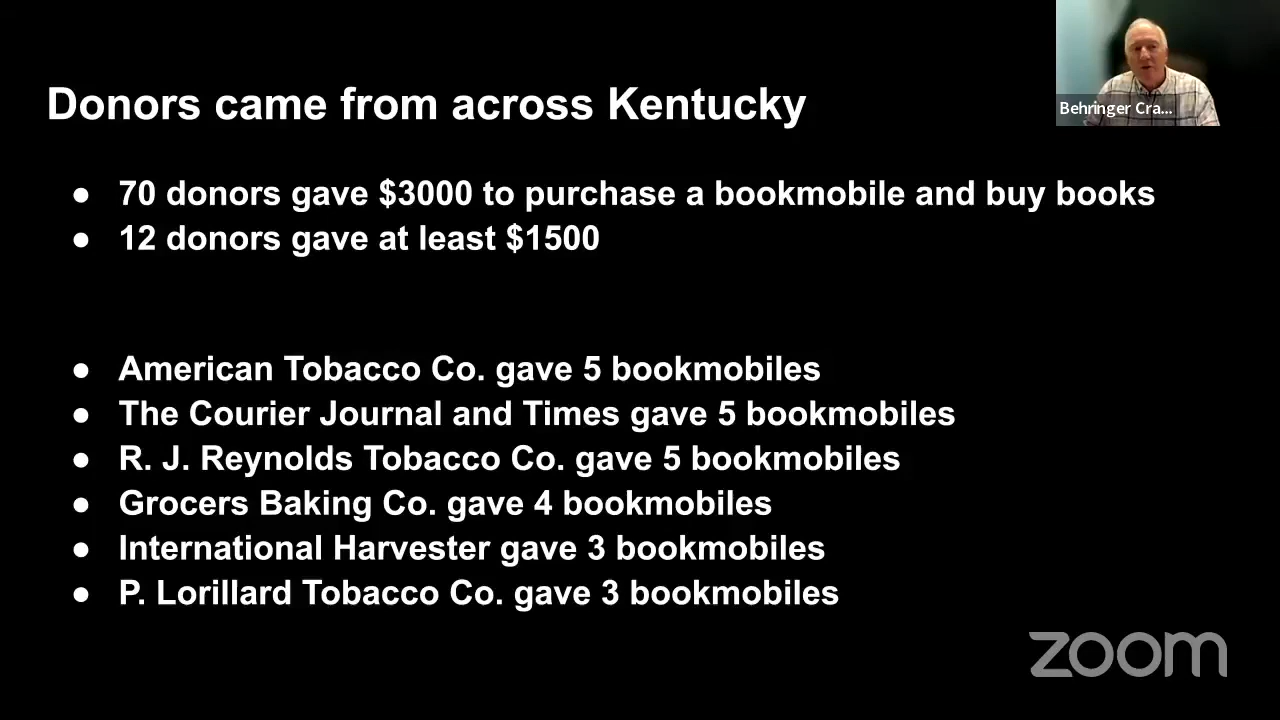 Donors came from across Kentucky
Behringer Cra...
● 70 donors gave $3000 to purchase a bookmobile and buy books
● 12 donors gave at least $1500
● American Tobacco Co. gave 5 bookmobiles
● The Courier Journal and Times gave 5 bookmobiles
● R. J. Reynolds Tobacco Co. gave 5 bookmobiles
● Grocers Baking Co. gave 4 bookmobiles
● International Harvester gave 3 bookmobiles
● P. Lorillard Tobacco Co. gave 3 bookmobiles
zoom